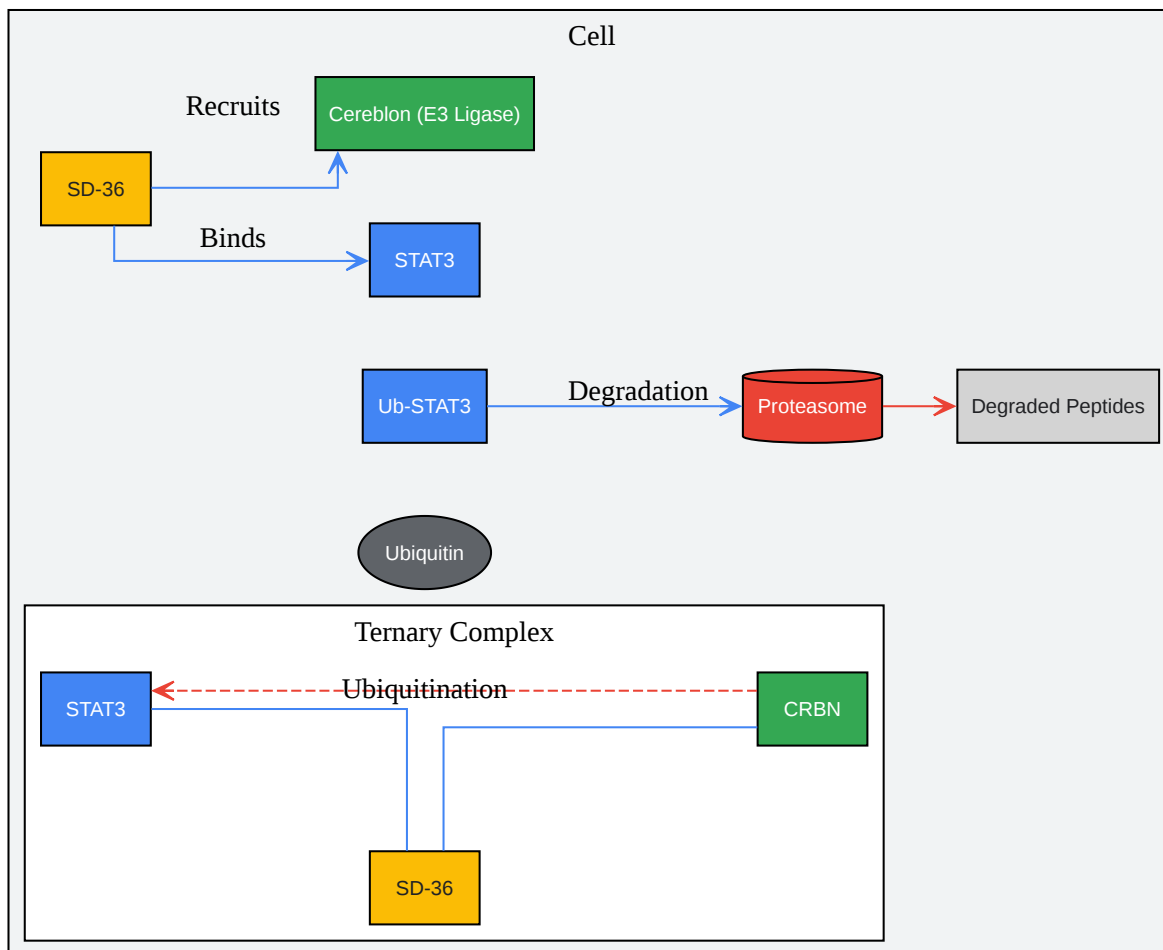 Cell
Recruits
Cerebron (E3 Ligase)
SD-36
Binds
STAT3
Ub-STAT3
Degradation
Proteasome
Degraded Peptides
Ubiquitin
Ternary Complex
STAT3
Ubiquitination
CRBN
SD-36